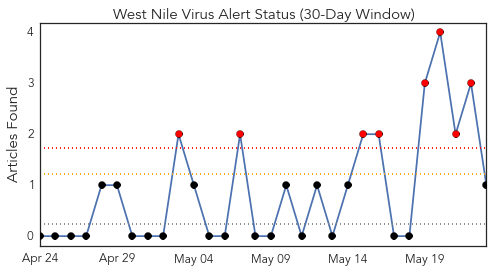 West Nile Virus Alert Status (30-Day Window)
Articles Found
4
3
2
1
0
Apr 24 Apr 29 May 04 May 09 May 14 May 19